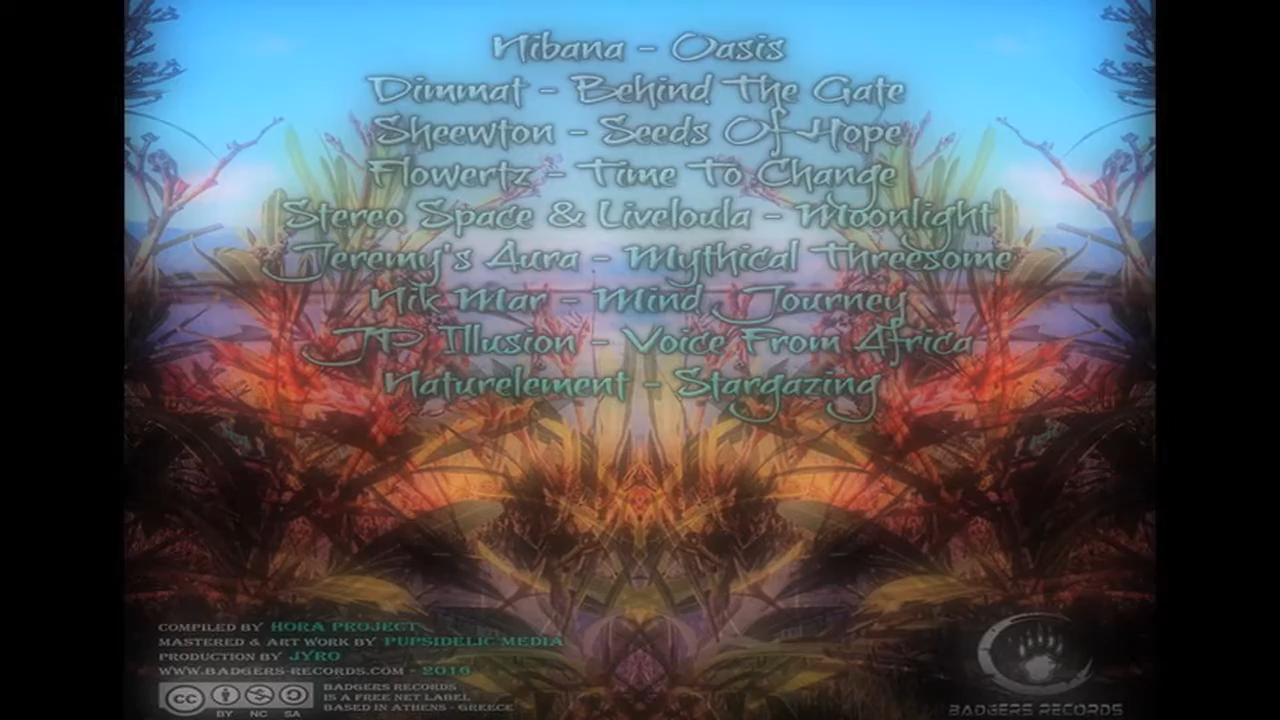 Nibana - Oasis
Dimmat - Behind The Gate
Sheewton - Seeds Of Hope
Flowertz - Time To Change
Stereo Space & Liveloula - Moonlight
Jeremy's Aura - Mythical Threesome
Nik Mar - Mind Journey
JP Illusion - Voice From Africa
Naturelement - Stargazing
COMPILED BY HORA PROJECT
MASTERED & ART WORK BY PUPSIDELIC MEDIA
PRODUCTION BY JYRO
WWW.BADGERS-RECORDS.COM - 2016
cc
BY NC SA
BADGERS RECORDS
IS A FREE NET LABEL
BASED IN ATHENS - GREECE
BADGERS RECORDS